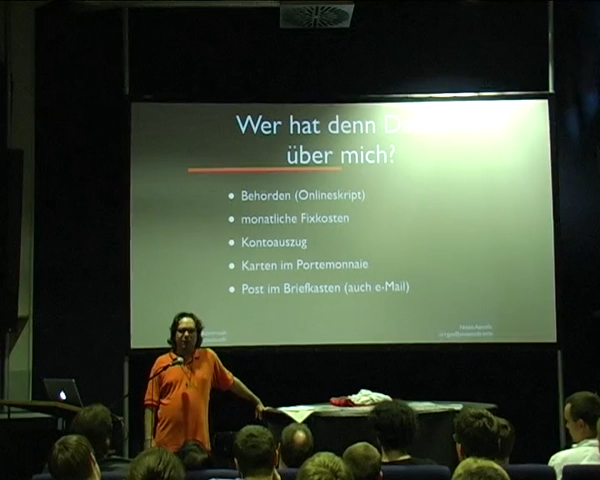 Wer hat denn
über mich?
Behörden (Onlineskript)
monatliche Fixkosten
Kontoauszug
Karten im Portemonnaie
Post im Briefkasten (auch e-Mail)